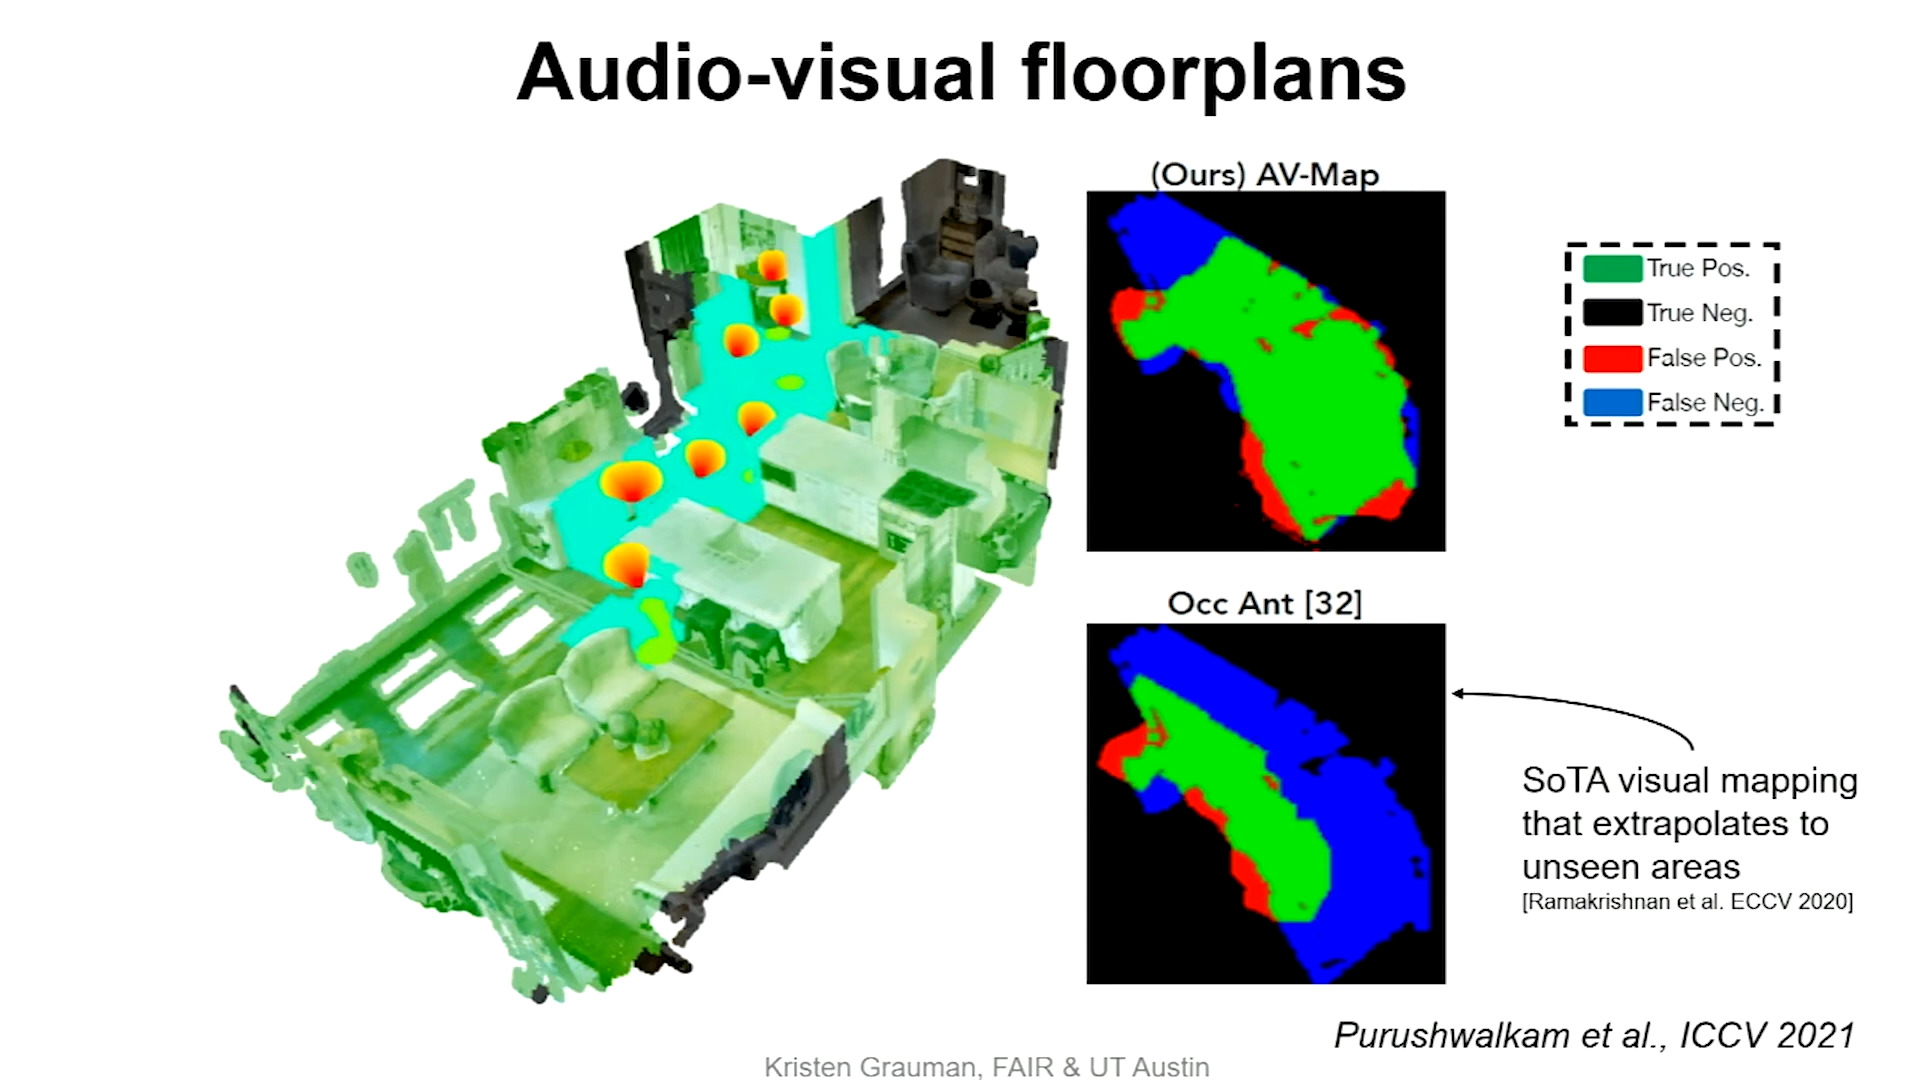 Audio-visual floorplans
(Ours) AV-Map
True Pos.
True Neg.
False Pos.
False Neg.
Occ Ant [32]
SoTA visual mapping
that extrapolates to
unseen areas
[Ramakrishnan et al. ECCV 2020]
Purushwalkam et al., ICCV 2021
Kristen Grauman, FAIR & UT Austin